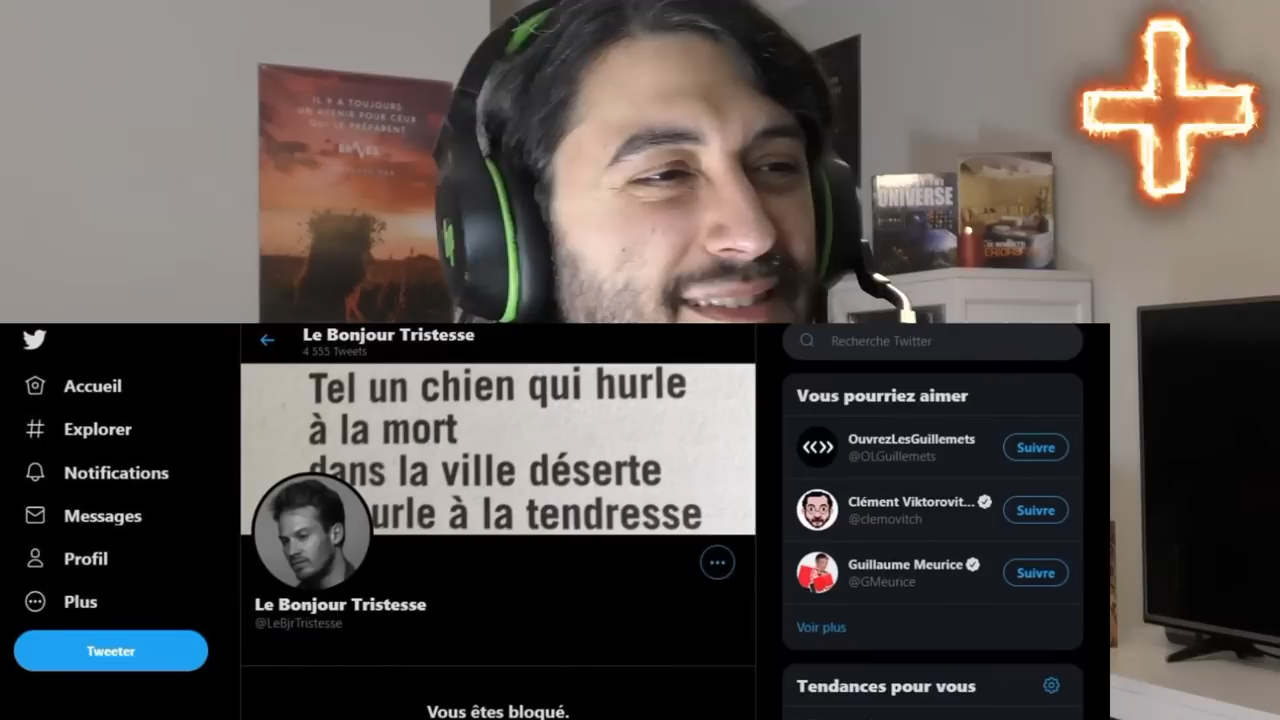 IL Y A TOUJOURS
UN AVENIR POUR CEUX
QUI LE PRÉPARENT
UNIVERSE
Le Bonjour Tristesse
4 555 Tweets
Tel un chien qui hurle
à la mort
dans la ville déserte
urle à la tendresse
Le Bonjour Tristesse
@LeBjrTristesse
Vous êtes bloqué.
Accueil
Explorer
Notifications
Messages
Profil
Plus
Tweeter
Recherche Twitter
Vous pourriez aimer
OuvrezLesGuillemets
@OLGuillemets
Suivre
Clément Viktorovit...
@clemovitch
Suivre
Guillaume Meurice
@GMeurice
Suivre
Voir plus
Tendances pour vous